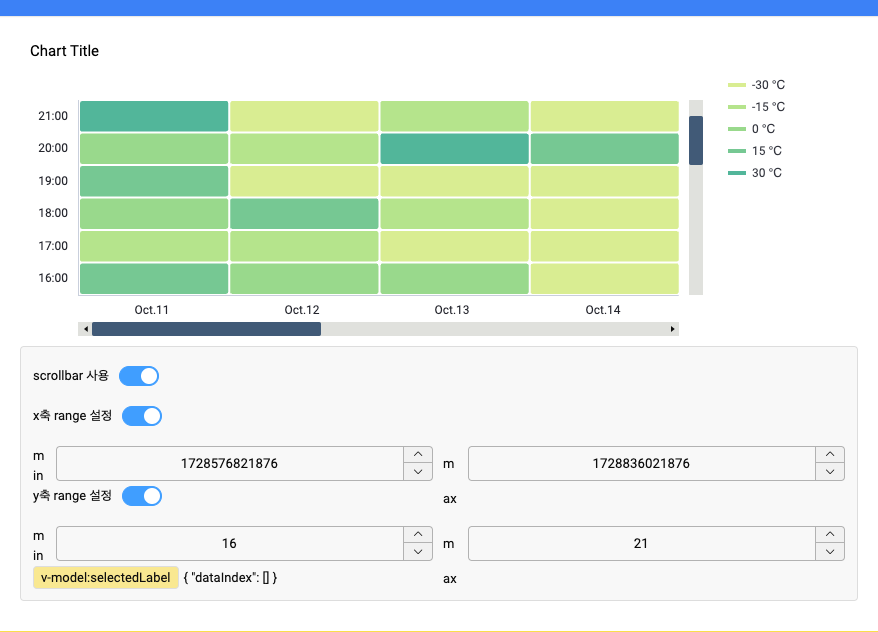 Chart Title
-30 °C
-15 °C
0 °C
15 °C
30 °C
21:00
20:00
19:00
18:00
17:00
16:00
Oct.11 Oct.12 Oct.13 Oct.14
scrollbar 사용
x축 range 설정
min 1728576821876 max 1728836021876
y축 range 설정
min 16 max 21
v-model:selectedLabel { "dataIndex": [] }